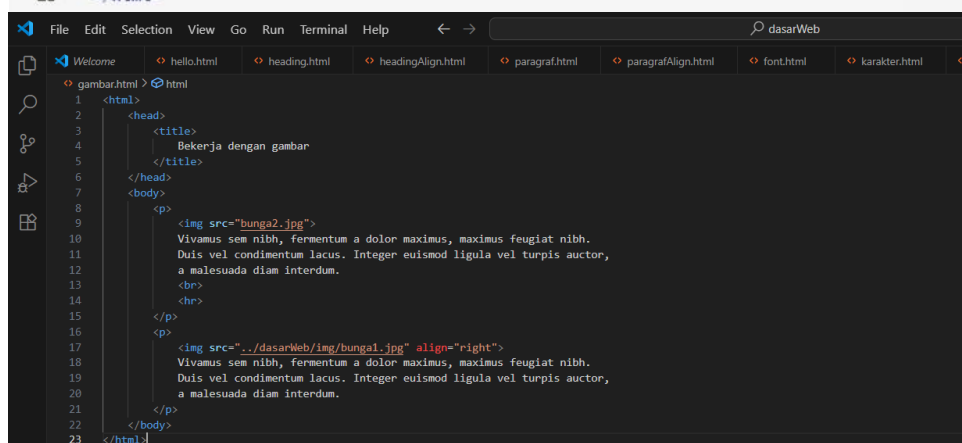 File Edit Selection View Go Run Terminal Help dasarWeb
Welcome hello.html heading.html headingAlign.html paragraf.html paragrafAlign.html font.html karakter.html
gambar.html > html
1 <html>
2 <head>
3 <title>
4 Bekerja dengan gambar
5 </title>
6 </head>
7 <body>
8 <p>
9 <img src="bunga2.jpg">
10 Vivamus sem nibh, fermentum a dolor maximus, maximus feugiat nibh.
11 Duis vel condimentum lacus. Integer euismod ligula vel turpis auctor,
12 a malesuada diam interdum.
13 <br>
14 <hr>
15 </p>
16 <p>
17 <img src="../dasarWeb/img/bunga1.jpg" align="right">
18 Vivamus sem nibh, fermentum a dolor maximus, maximus feugiat nibh.
19 Duis vel condimentum lacus. Integer euismod ligula vel turpis auctor,
20 a malesuada diam interdum.
21 </p>
22 </body>
23 </html>